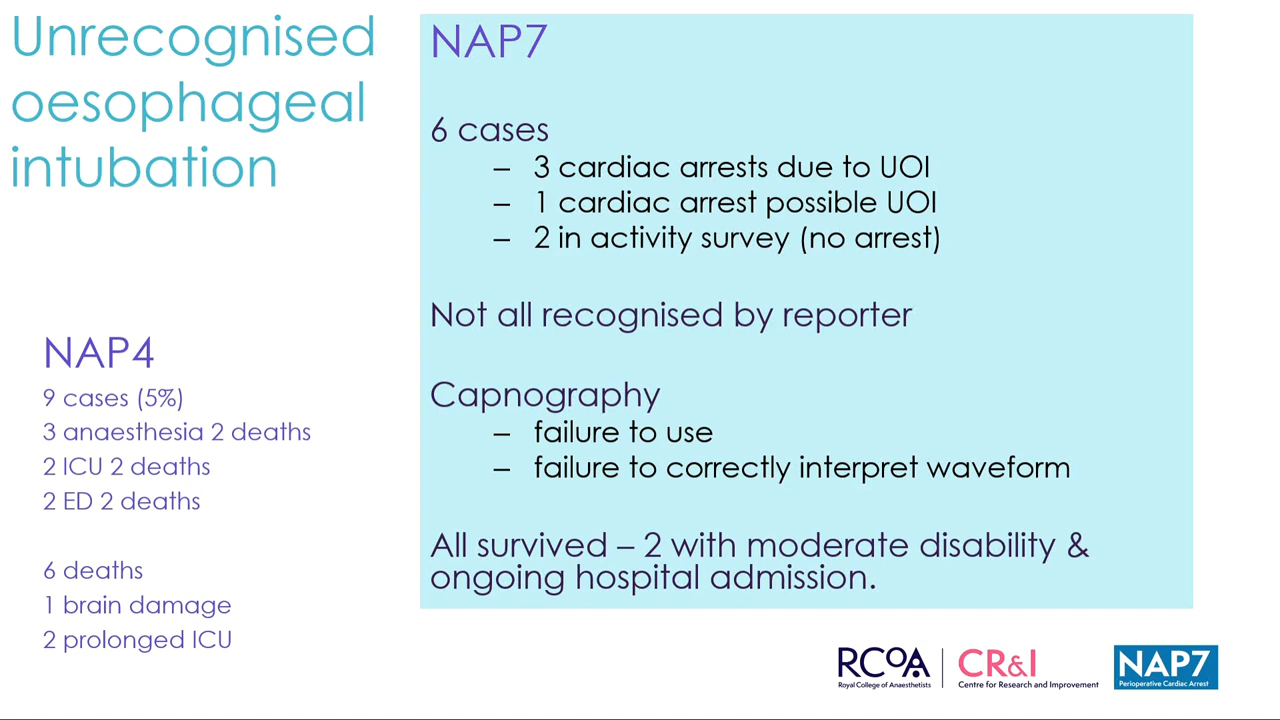 Unrecognised
oesophageal
intubation
NAP4
9 cases (5%)
3 anaesthesia 2 deaths
2 ICU 2 deaths
2 ED 2 deaths
6 deaths
1 brain damage
2 prolonged ICU
NAP7
6 cases
– 3 cardiac arrests due to UOI
– 1 cardiac arrest possible UOI
– 2 in activity survey (no arrest)
Not all recognised by reporter
Capnography
– failure to use
– failure to correctly interpret waveform
All survived – 2 with moderate disability &
ongoing hospital admission.
RCOA
Royal College of Anaesthetists
CR&I
Centre for Research and Improvement
NAP7
Perioperative Cardiac Arrest